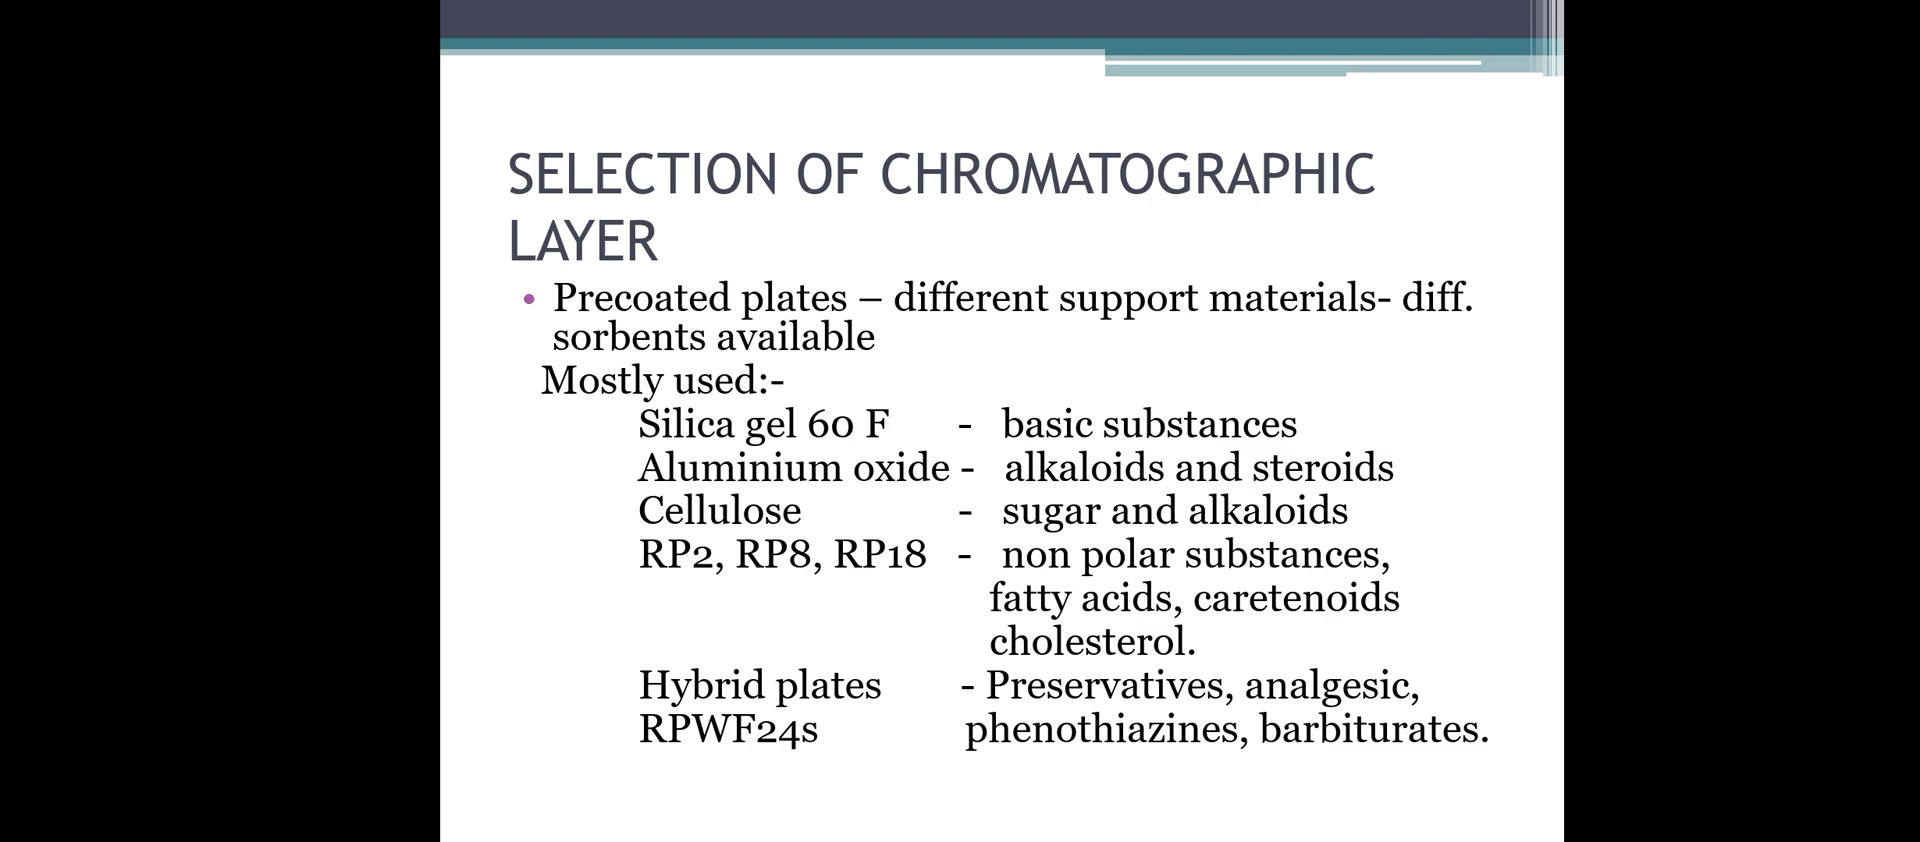 SELECTION OF CHROMATOGRAPHIC
LAYER
• Precoated plates – different support materials- diff.
sorbents available
Mostly used:-
Silica gel 60 F - basic substances
Aluminium oxide - alkaloids and steroids
Cellulose - sugar and alkaloids
RP2, RP8, RP18 - non polar substances,
fatty acids, caretenoids
cholesterol.
Hybrid plates - Preservatives, analgesic,
RPWF24s phenothiazines, barbiturates.